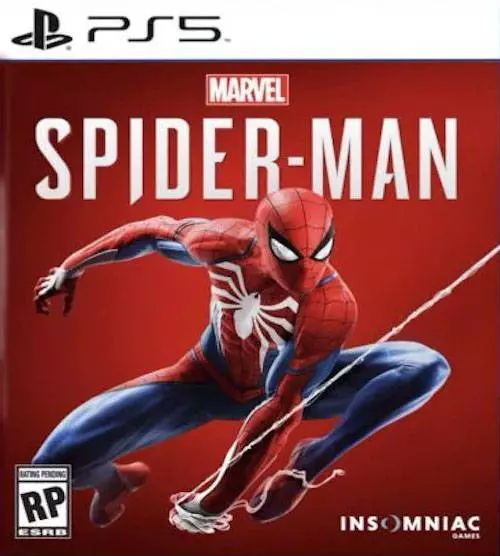 PS5
MARVEL
SPIDER-MAN
RATING PENDING
RP
ESRB
INSOMNIAC
GAMES